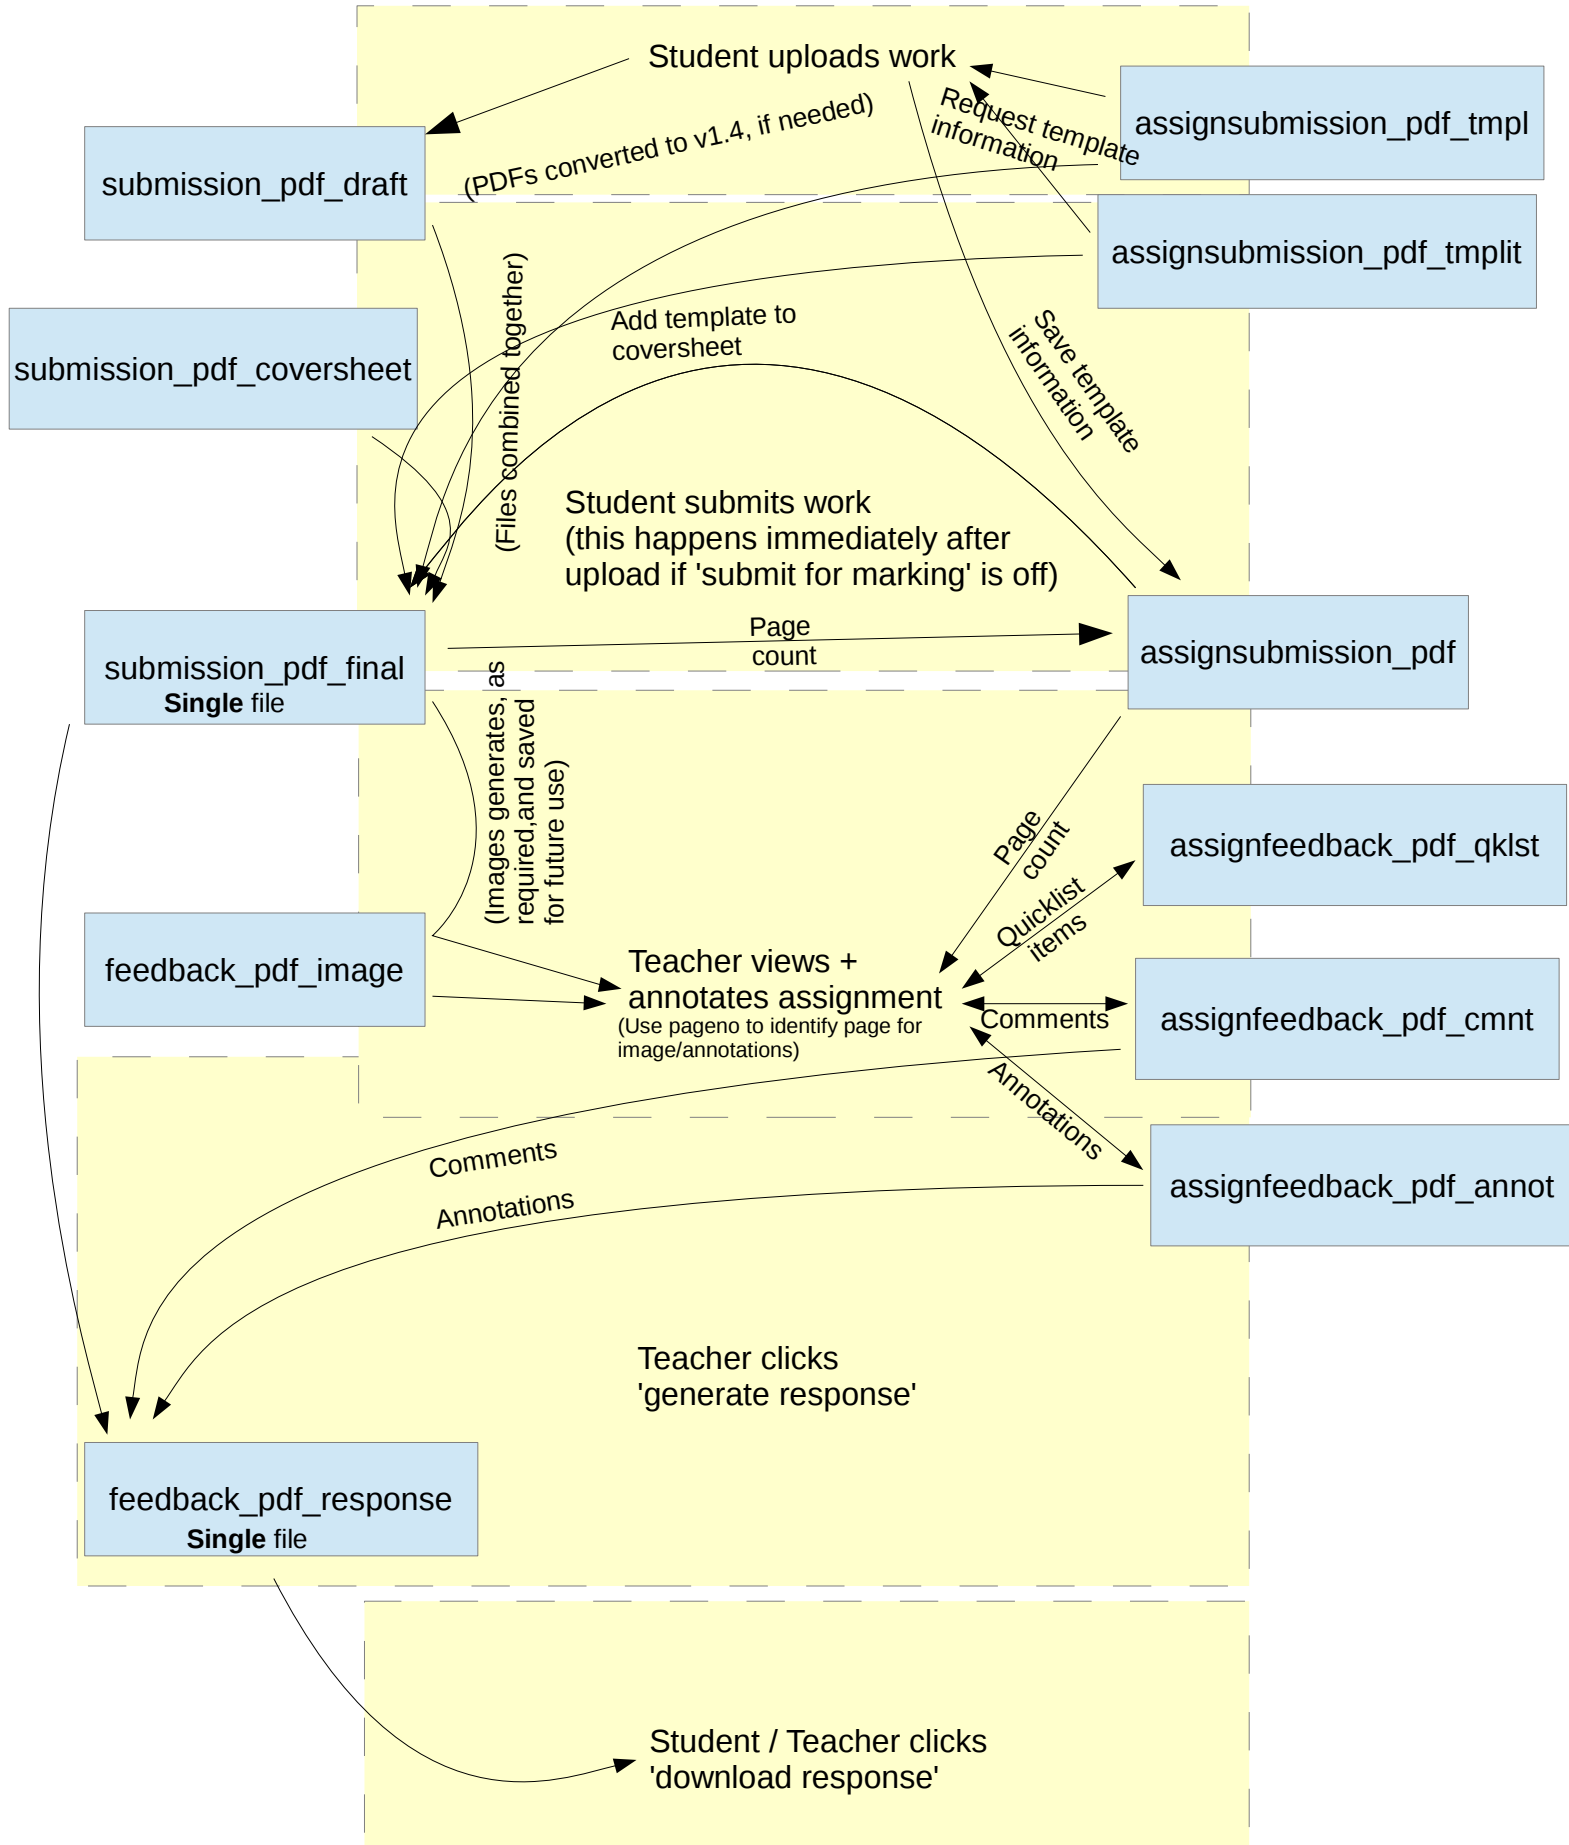 Student uploads work
(PDFs converted to v1.4, if needed)
Request template
information
assignsubmission_pdf_tmpl
submission_pdf_draft
assignsubmission_pdf_tmplit
submission_pdf_coversheet
(Files combined together)
Add template to
coversheet
Save template
information
Student submits work
(this happens immediately after
upload if 'submit for marking' is off)
Page
count
submission_pdf_final
Single file
assignsubmission_pdf
(Images generates, as
required,and saved
for future use)
Page
count
assignfeedback_pdf_qklst
Quicklist
items
feedback_pdf_image
Teacher views +
annotates assignment
(Use pageno to identify page for
image/annotations)
Comments
assignfeedback_pdf_cmnt
Annotations
assignfeedback_pdf_annot
Comments
Annotations
Teacher clicks
'generate response'
feedback_pdf_response
Single file
Student / Teacher clicks
'download response'